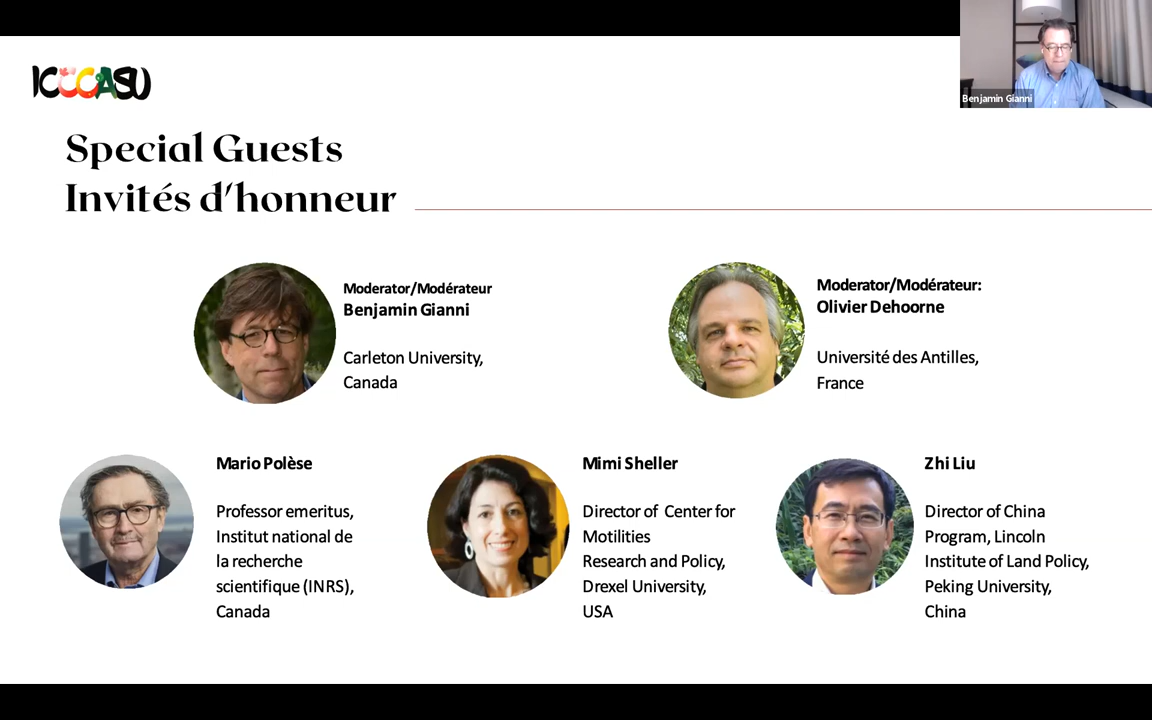 ICCCASU
Benjamin Gianni
Special Guests
Invités d'honneur
Moderator/Modérateur
Benjamin Gianni
Carleton University,
Canada
Moderator/Modérateur:
Olivier Dehoorne
Université des Antilles,
France
Mario Polèse
Professor emeritus,
Institut national de
la recherche
scientifique (INRS),
Canada
Mimi Sheller
Director of Center for
Motilities
Research and Policy,
Drexel University,
USA
Zhi Liu
Director of China
Program, Lincoln
Institute of Land Policy,
Peking University,
China